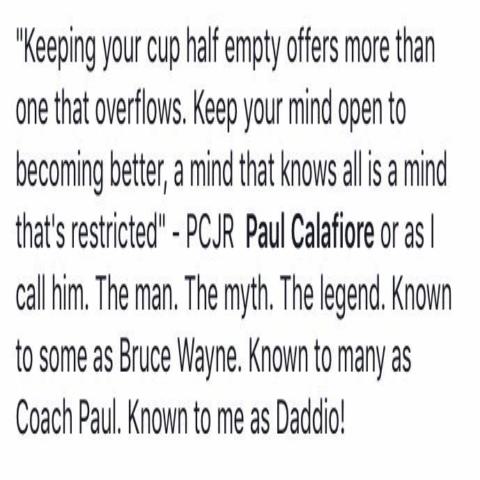 "Keeping your cup half empty offers more than
one that overflows. Keep your mind open to
becoming better, a mind that knows all is a mind
that's restricted" - PCJR Paul Calafiore or as I
call him. The man. The myth. The legend. Known
to some as Bruce Wayne. Known to many as
Coach Paul. Known to me as Daddio!